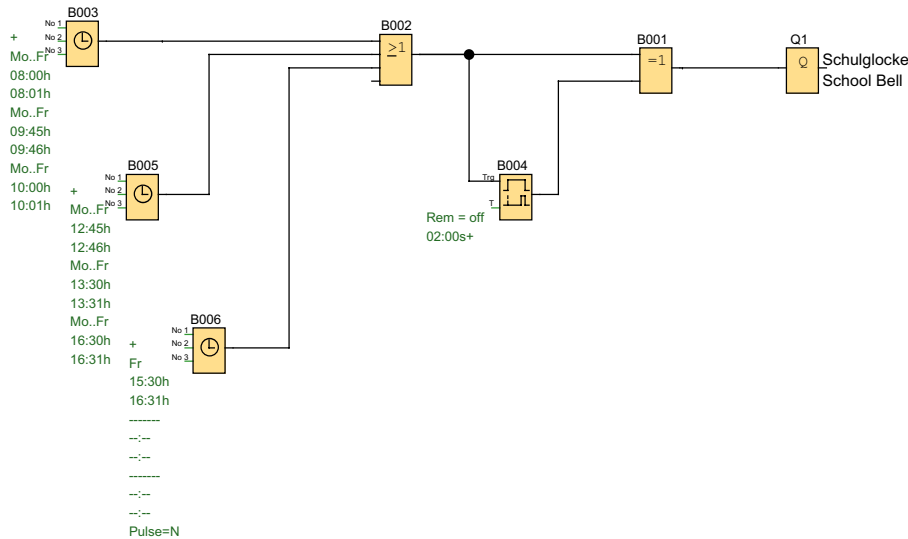 B003
No 1
No 2
No 3
+
Mo..Fr
08:00h
08:01h
Mo..Fr
09:45h
09:46h
Mo..Fr
10:00h
10:01h
B002
≥1
B001
=1
Q1
Q
Schulglocke
School Bell
B005
No 1
No 2
No 3
+
Mo..Fr
12:45h
12:46h
Mo..Fr
13:30h
13:31h
Mo..Fr
16:30h
16:31h
B004
Trg
T
Rem = off
02:00s+
B006
No 1
No 2
No 3
+
Fr
15:30h
16:31h
-------
--:--
--:--
-------
--:--
--:--
Pulse=N